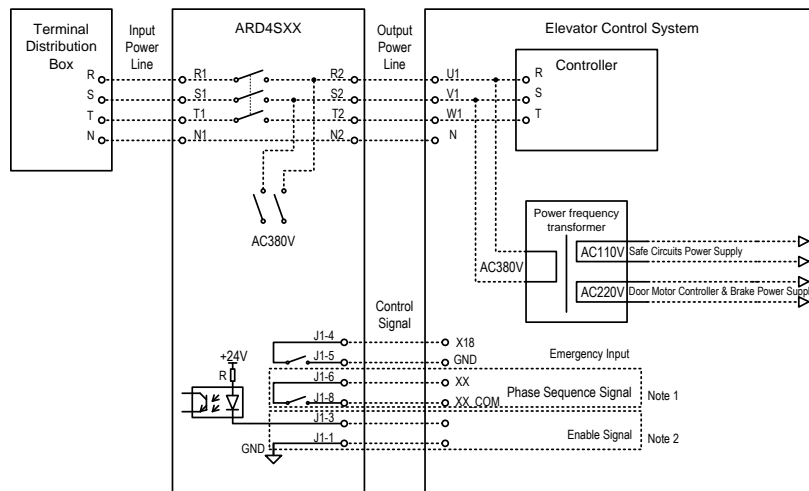 Terminal
Distribution
Box
Input
Power
Line
ARD4SXX
Output
Power
Line
Elevator Control System
Controller
R
R1
R2
U1
R
S
S1
S2
V1
S
T
T1
T2
W1
T
N
N1
N2
N
AC380V
Power frequency
transformer
AC380V
AC110V
Safe Circuits Power Supply
AC220V
Door Motor Controller & Brake Power Suppl
Control
Signal
J1-4
X18
J1-5
GND
Emergency Input
+24V
R
J1-6
XX
Phase Sequence Signal
Note 1
J1-8
XX_COM
J1-3
Enable Signal
Note 2
J1-1
GND